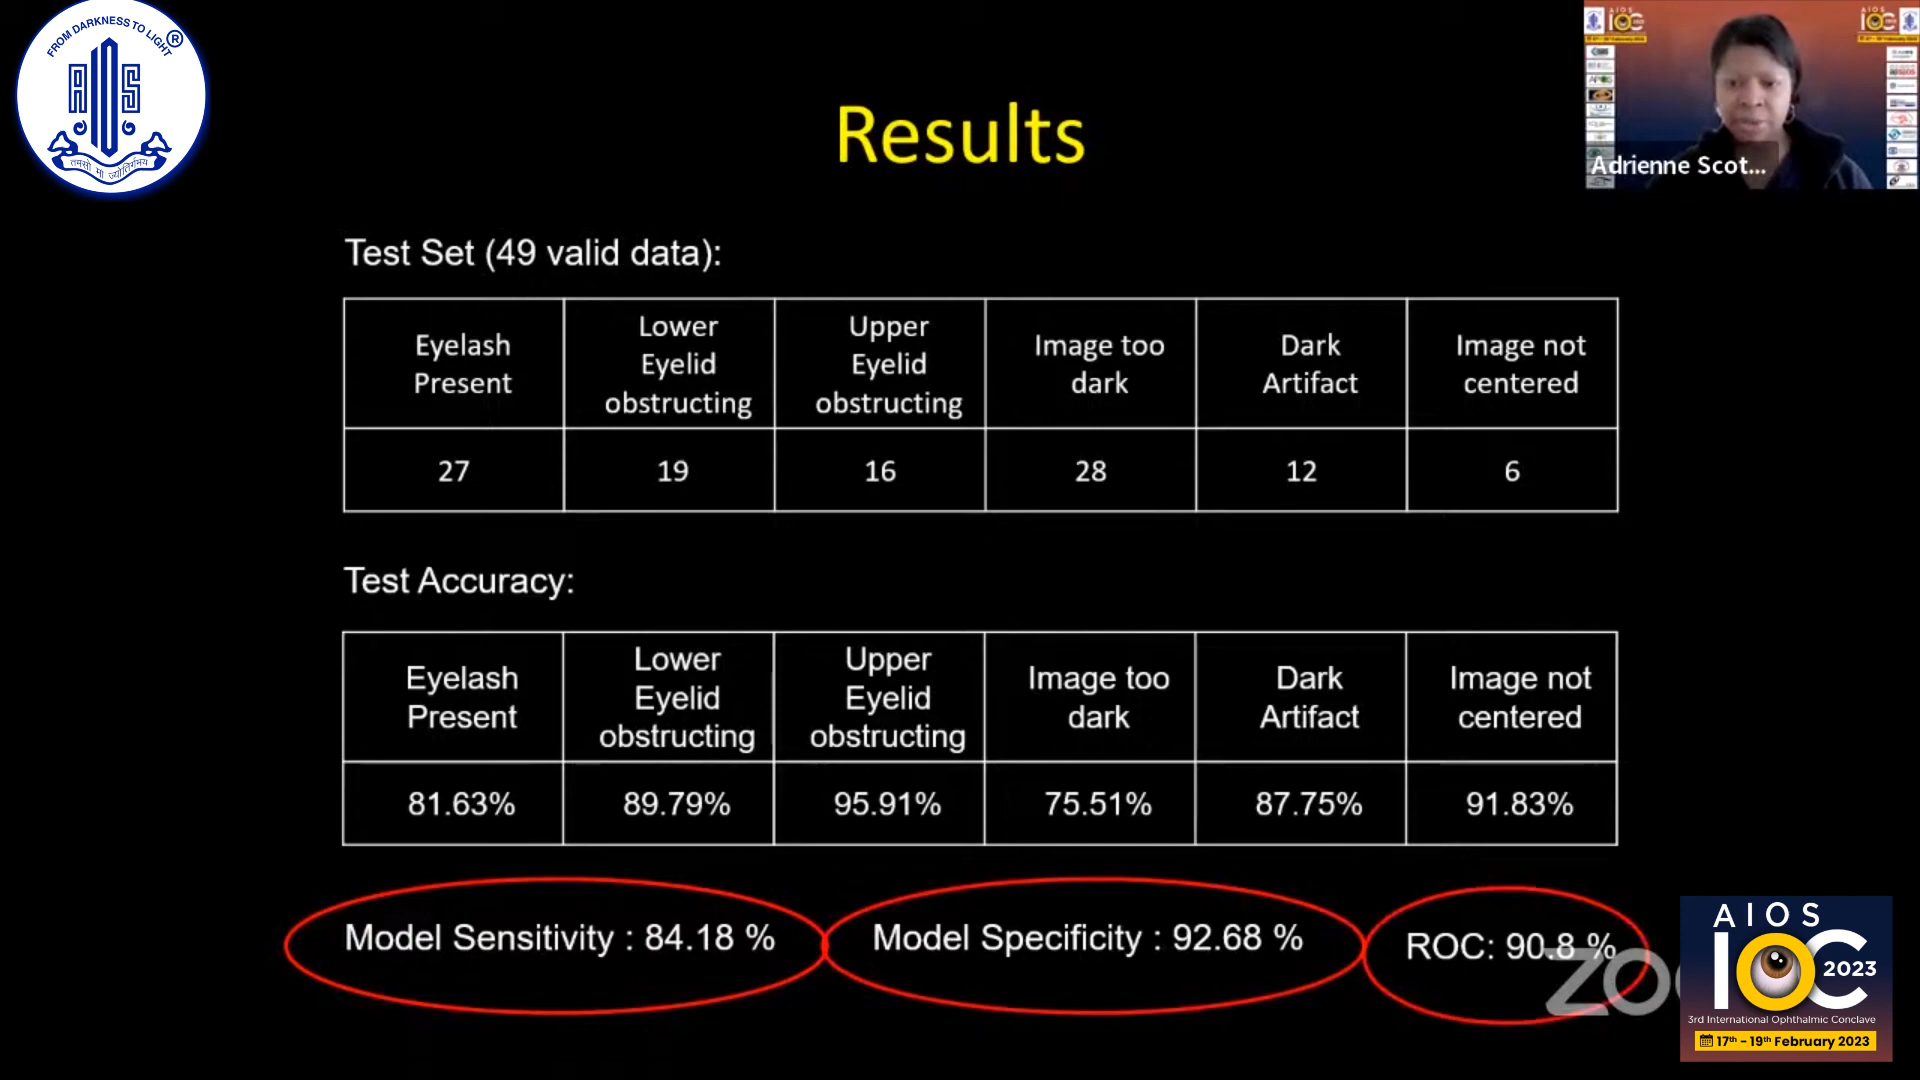 FROM DARKNESS TO LIGHT
®
AIOS
तमसो मा ज्योतिर्गमय
AIOS
Adrienne Scot...
Results
Test Set (49 valid data):
Eyelash Present
Lower Eyelid obstructing
Upper Eyelid obstructing
Image too dark
Dark Artifact
Image not centered
27
19
16
28
12
6
Test Accuracy:
Eyelash Present
Lower Eyelid obstructing
Upper Eyelid obstructing
Image too dark
Dark Artifact
Image not centered
81.63%
89.79%
95.91%
75.51%
87.75%
91.83%
Model Sensitivity : 84.18 %
Model Specificity : 92.68 %
ROC: 90.8 %
AIOS
IOC 2023
3rd International Ophthalmic Conclave
17th - 19th February 2023